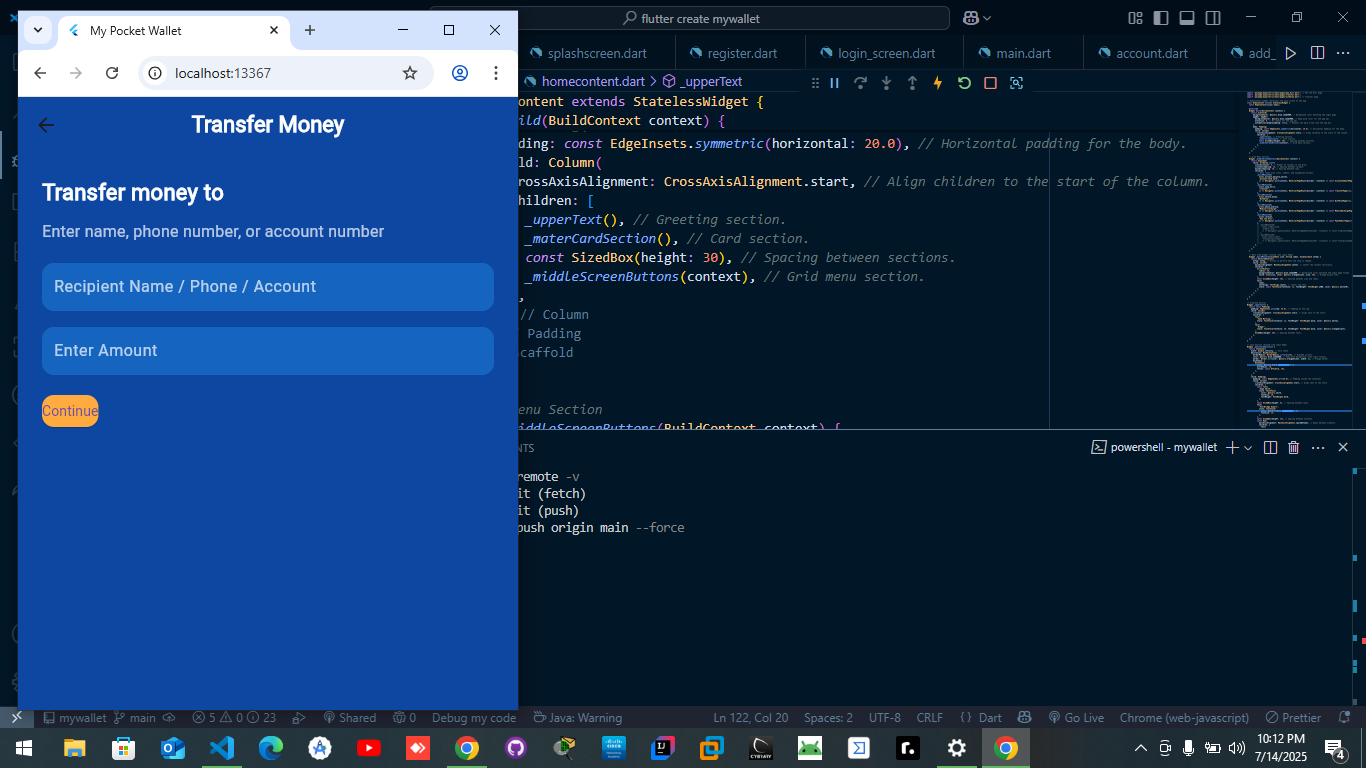 My Pocket Wallet
flutter create mywallet
localhost:13367
splashscreen.dart
register.dart
login_screen.dart
main.dart
account.dart
add_
homecontent.dart > _upperText
Transfer Money
Transfer money to
Enter name, phone number, or account number
Recipient Name / Phone / Account
Enter Amount
Continue
ontent extends StatelessWidget {
ld(BuildContext context) {
ding: const EdgeInsets.symmetric(horizontal: 20.0), // Horizontal padding for the body.
ld: Column(
rossAxisAlignment: CrossAxisAlignment.start, // Align children to the start of the column.
hildren: [
_upperText(), // Greeting section.
_materCardSection(), // Card section.
const SizedBox(height: 30), // Spacing between sections.
_middleScreenButtons(context), // Grid menu section.
,
// Column
Padding
caffold
enu Section
iddleScreenButtons(BuildContext context) {
NTS
powershell - mywallet
remote -v
it (fetch)
it (push)
push origin main --force
mywallet
main
5
0
23
Shared
0
Debug my code
Java: Warning
Ln 122, Col 20
Spaces: 2
UTF-8
CRLF
{ } Dart
Go Live
Chrome (web-javascript)
Prettier
10:12 PM
7/14/2025
4